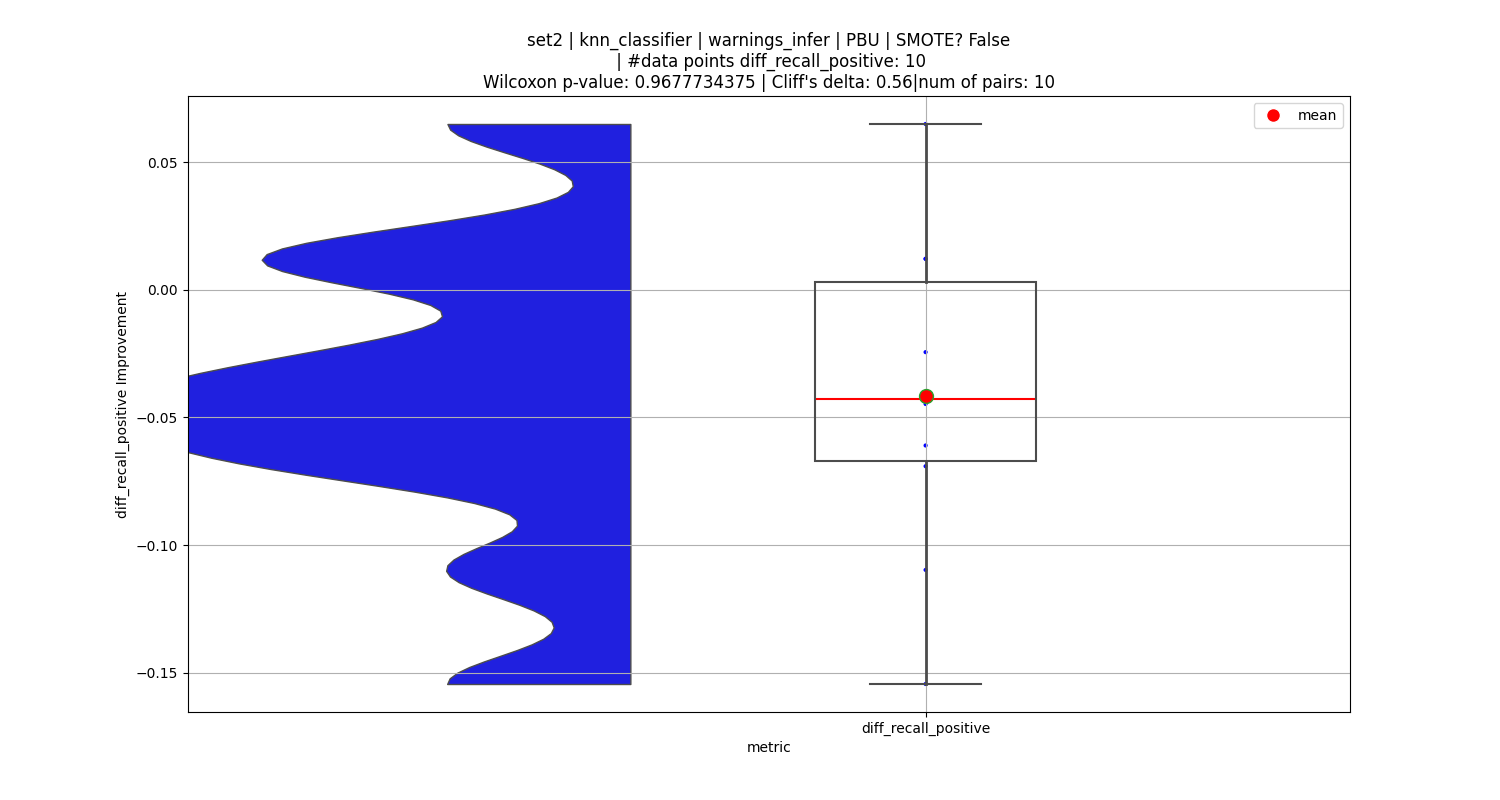 set2 | knn_classifier | warnings_infer | PBU | SMOTE? False
| #data points diff_recall_positive: 10
Wilcoxon p-value: 0.9677734375 | Cliff's delta: 0.56|num of pairs: 10
mean
0.05
0.00
−0.05
−0.10
−0.15
diff_recall_positive Improvement
diff_recall_positive
metric